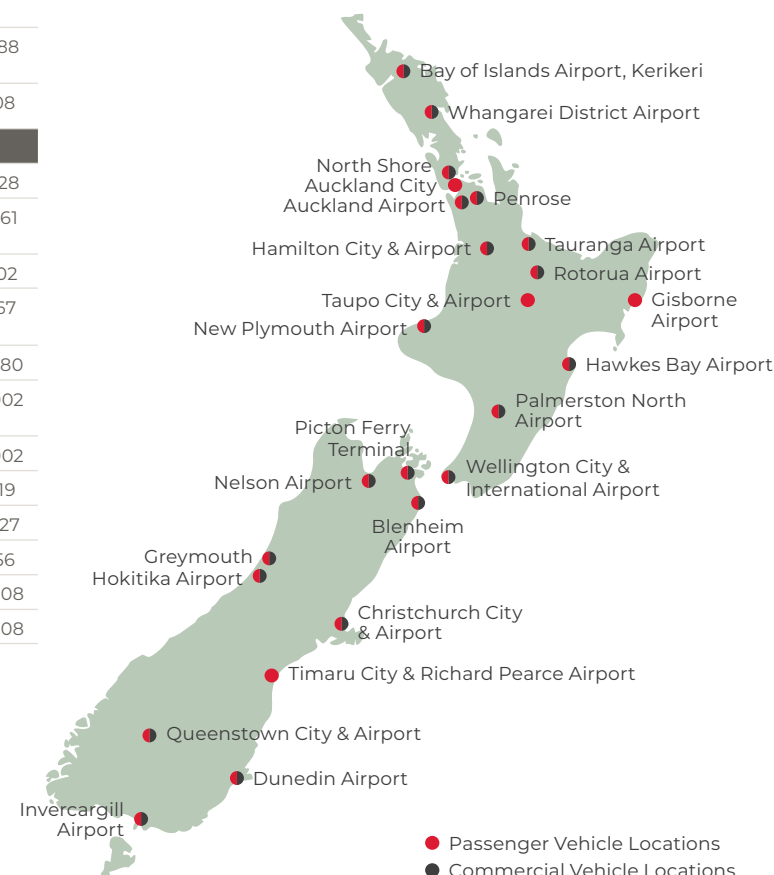 88
08
28
61
02
67
80
02
02
19
27
56
08
08
Bay of Islands Airport, Kerikeri
Whangarei District Airport
North Shore
Auckland City
Auckland Airport
Penrose
Hamilton City & Airport
Tauranga Airport
Rotorua Airport
Taupo City & Airport
Gisborne
Airport
New Plymouth Airport
Hawkes Bay Airport
Palmerston North
Airport
Picton Ferry
Terminal
Wellington City &
International Airport
Nelson Airport
Blenheim
Airport
Greymouth
Hokitika Airport
Christchurch City
& Airport
Timaru City & Richard Pearce Airport
Queenstown City & Airport
Dunedin Airport
Invercargill
Airport
Passenger Vehicle Locations
Commercial Vehicle Locations